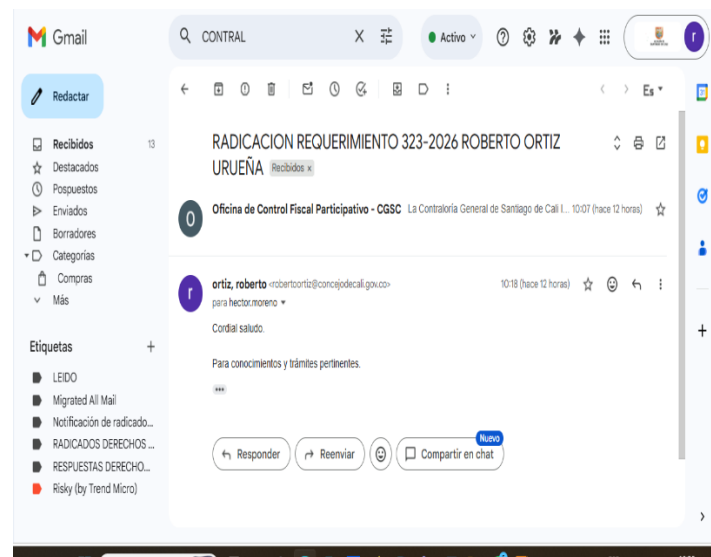 Gmail
CONTRAL
Activo
r
Redactar
Es
Recibidos 13
Destacados
Pospuestos
Enviados
Borradores
Categorías
Compras
Más
Etiquetas
LEIDO
Migrated All Mail
Notificación de radicado...
RADICADOS DERECHOS ...
RESPUESTAS DERECHO...
Risky (by Trend Micro)
RADICACION REQUERIMIENTO 323-2026 ROBERTO ORTIZ
URUEÑA Recibidos x
O
Oficina de Control Fiscal Participativo - CGSC La Contraloria General de Santiago de Cali I... 10:07 (hace 12 horas)
r
ortiz, roberto <robertoortiz@concejodecali.gov.co> 10:18 (hace 12 horas)
para hector.moreno
Cordial saludo.
Para conocimientos y trámites pertinentes.
Nuevo
Responder
Reenviar
Compartir en chat